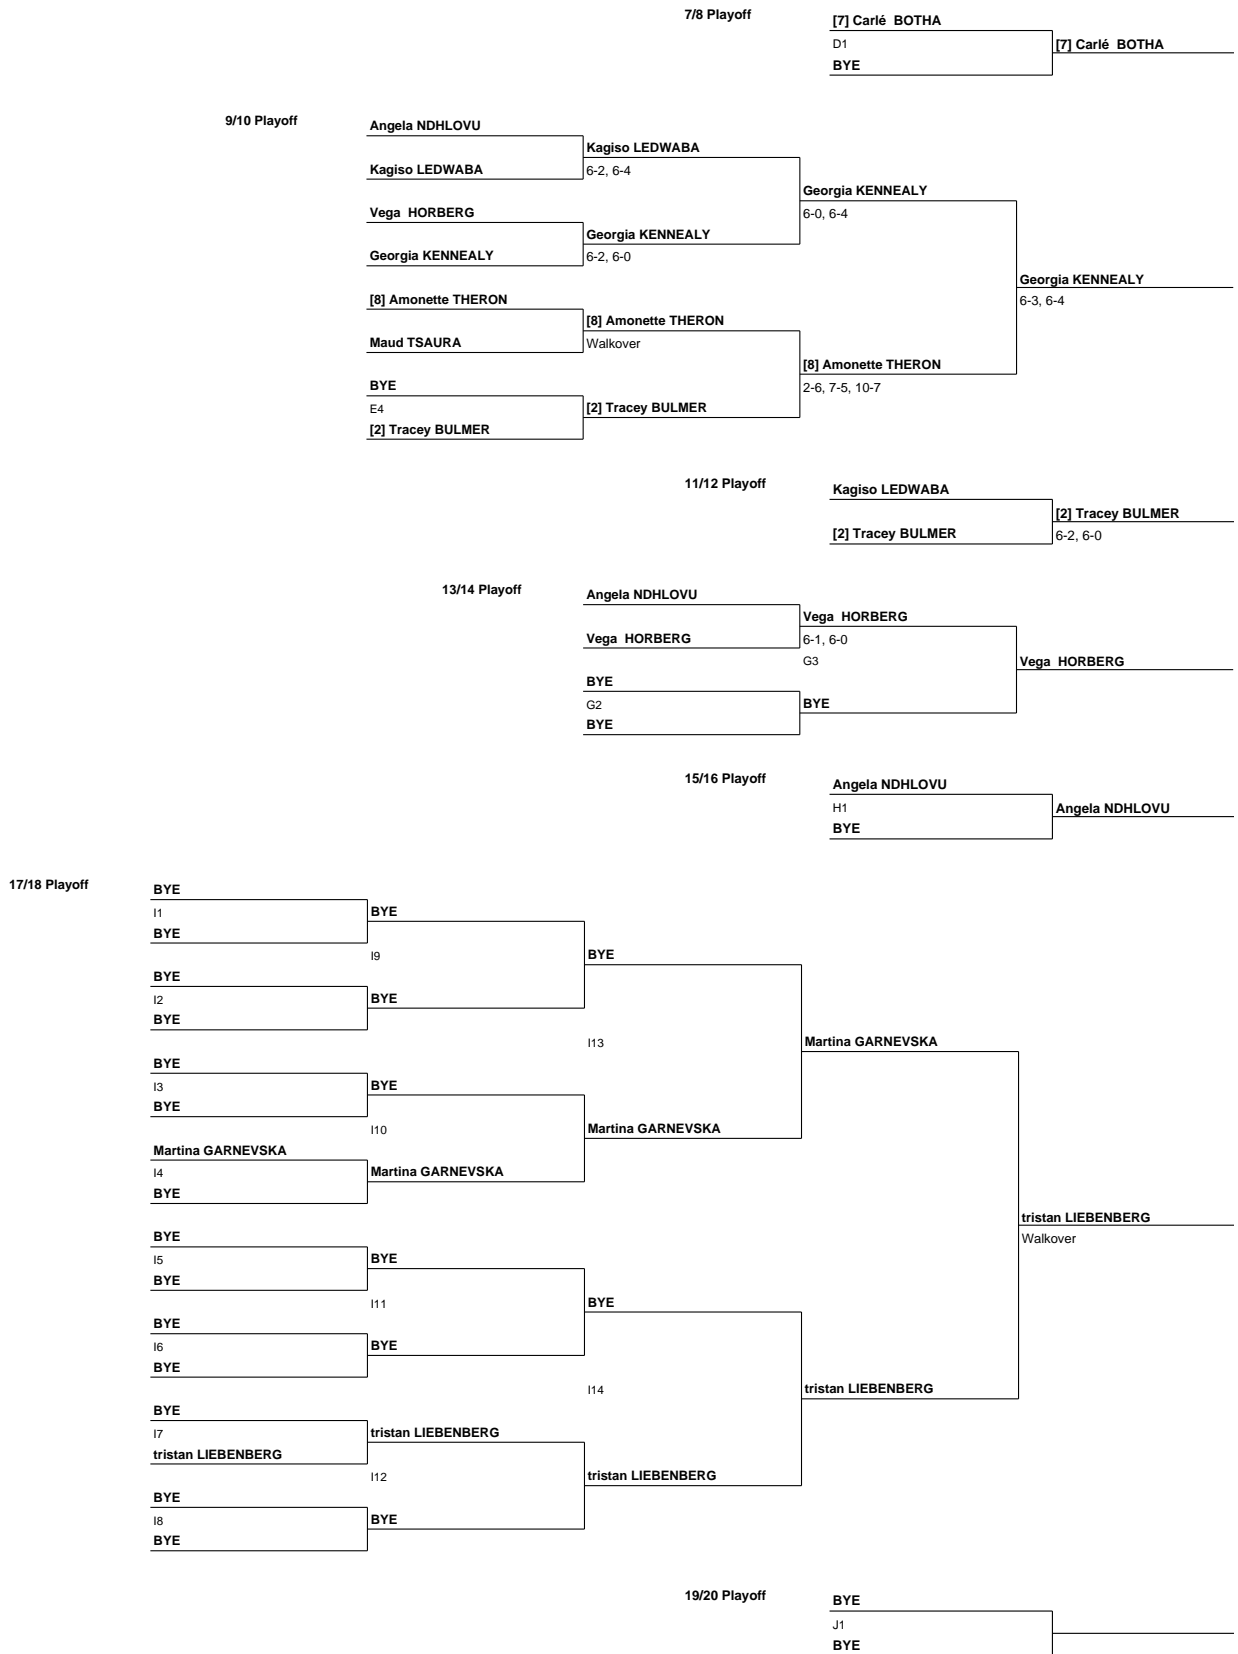 7/8 Playoff
[7] Carlé BOTHA
D1
[7] Carlé BOTHA
BYE
9/10 Playoff
Angela NDHLOVU
Kagiso LEDWABA
Kagiso LEDWABA
6-2, 6-4
Georgia KENNEALY
6-0, 6-4
Vega HORBERG
Georgia KENNEALY
Georgia KENNEALY
6-2, 6-0
Georgia KENNEALY
6-3, 6-4
[8] Amonette THERON
[8] Amonette THERON
Maud TSAURA
Walkover
[8] Amonette THERON
2-6, 7-5, 10-7
BYE
E4
[2] Tracey BULMER
[2] Tracey BULMER
11/12 Playoff
Kagiso LEDWABA
[2] Tracey BULMER
[2] Tracey BULMER
6-2, 6-0
13/14 Playoff
Angela NDHLOVU
Vega HORBERG
Vega HORBERG
6-1, 6-0
G3
Vega HORBERG
BYE
G2
BYE
BYE
15/16 Playoff
Angela NDHLOVU
H1
Angela NDHLOVU
BYE
17/18 Playoff
BYE
I1
BYE
BYE
I9
BYE
BYE
I2
BYE
BYE
I13
Martina GARNEVSKA
BYE
I3
BYE
BYE
I10
Martina GARNEVSKA
Martina GARNEVSKA
I4
Martina GARNEVSKA
BYE
tristan LIEBENBERG
Walkover
BYE
I5
BYE
BYE
I11
BYE
BYE
I6
BYE
BYE
I14
tristan LIEBENBERG
BYE
I7
tristan LIEBENBERG
tristan LIEBENBERG
I12
tristan LIEBENBERG
BYE
I8
BYE
BYE
19/20 Playoff
BYE
J1
BYE